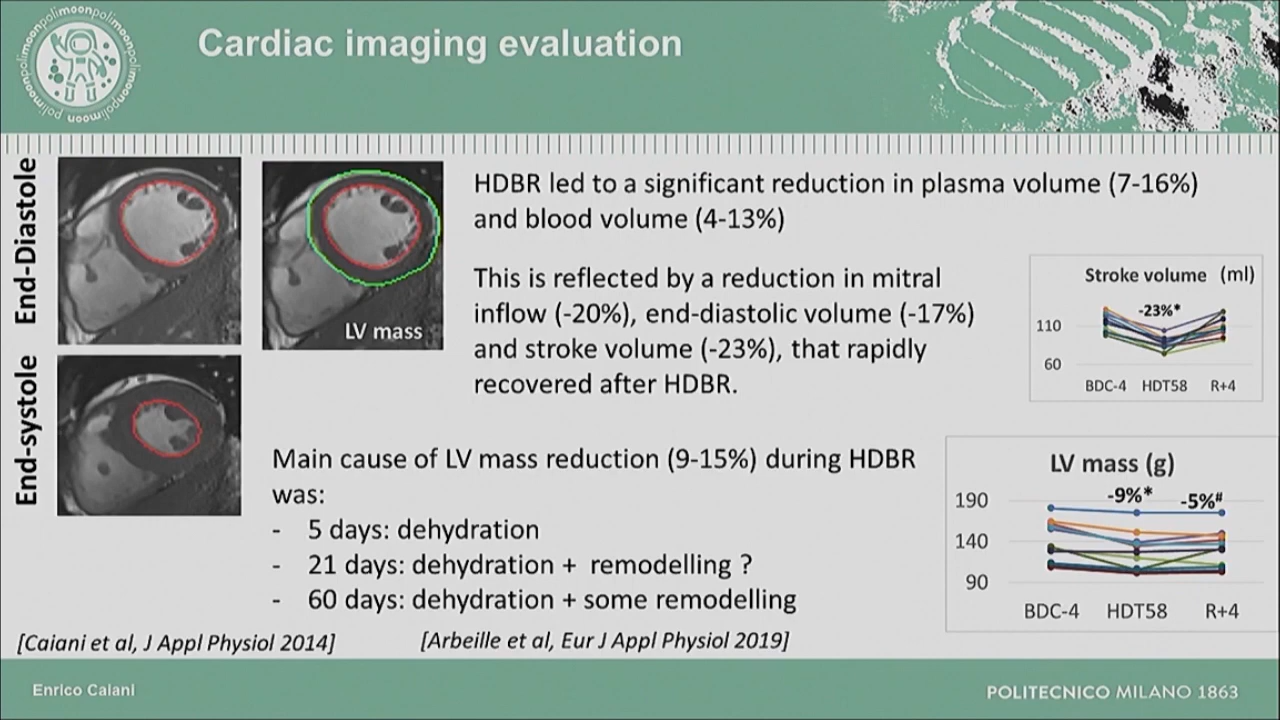 polimoonpolimoonpolimoonpolimoon
Cardiac imaging evaluation
End-Diastole
LV mass
End-systole
HDBR led to a significant reduction in plasma volume (7-16%)
and blood volume (4-13%)
This is reflected by a reduction in mitral
inflow (-20%), end-diastolic volume (-17%)
and stroke volume (-23%), that rapidly
recovered after HDBR.
Stroke volume (ml)
-23%*
110
60
BDC-4 HDT58 R+4
Main cause of LV mass reduction (9-15%) during HDBR
was:
- 5 days: dehydration
- 21 days: dehydration + remodelling ?
- 60 days: dehydration + some remodelling
LV mass (g)
-9%* -5%#
190
140
90
BDC-4 HDT58 R+4
[Caiani et al, J Appl Physiol 2014] [Arbeille et al, Eur J Appl Physiol 2019]
Enrico Caiani
POLITECNICO MILANO 1863